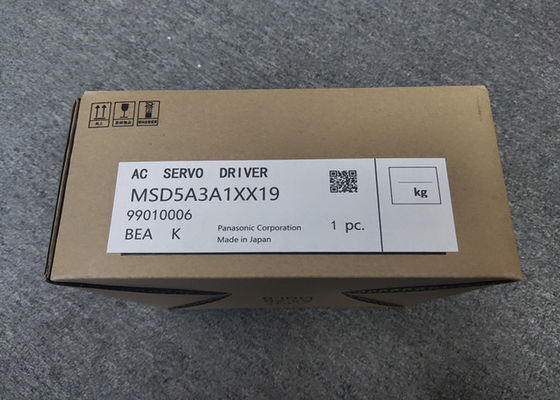 AC SERVO DRIVER
MSD5A3A1XX19
99010006
BEA K
Panasonic Corporation
Made in Japan
1 pc.
kg